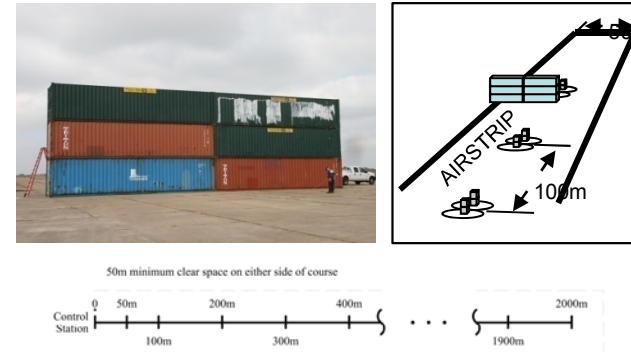 50
AIRSTRIP
100m
50m minimum clear space on either side of course
0 50m 200m 400m 2000m
Control
Station
100m 300m 1900m